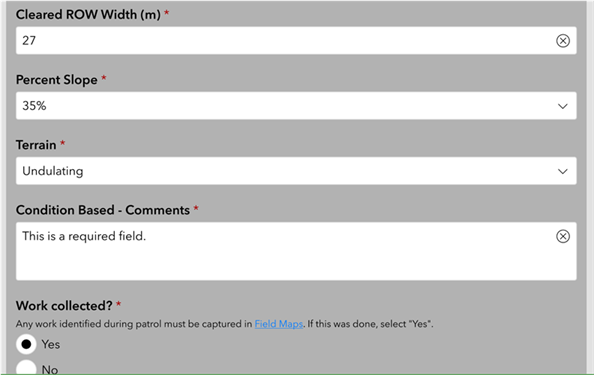 Cleared ROW Width (m) *
27
Percent Slope *
35%
Terrain *
Undulating
Condition Based - Comments *
This is a required field.
Work collected? *
Any work identified during patrol must be captured in Field Maps. If this was done, select "Yes".
Yes
No